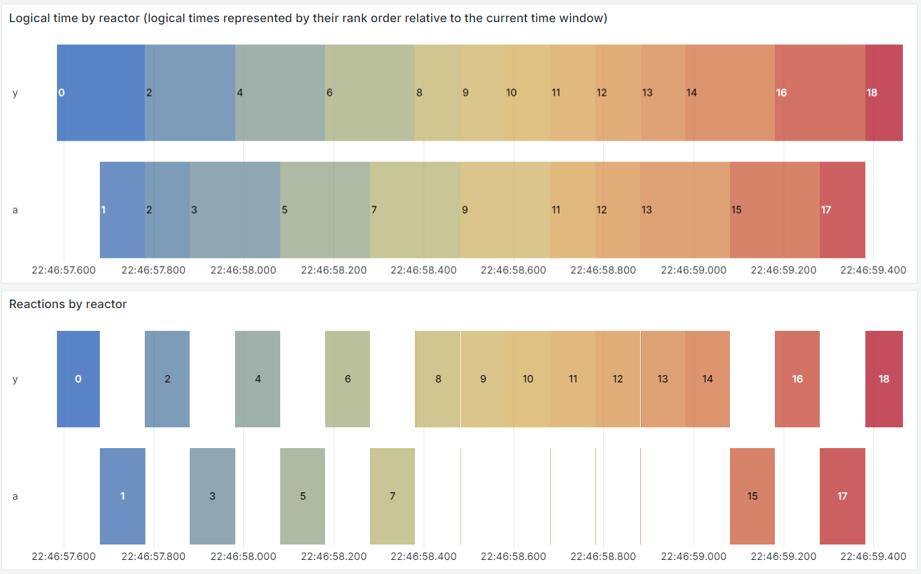 Logical time by reactor (logical times represented by their rank order relative to the current time window)
y
0 2 4 6 8 9 10 11 12 13 14 16 18
a
1 2 3 5 7 9 11 12 13 15 17
22:46:57.600 22:46:57.800 22:46:58.000 22:46:58.200 22:46:58.400 22:46:58.600 22:46:58.800 22:46:59.000 22:46:59.200 22:46:59.400
Reactions by reactor
y
0 2 4 6 8 9 10 11 12 13 14 16 18
a
1 3 5 7 15 17
22:46:57.600 22:46:57.800 22:46:58.000 22:46:58.200 22:46:58.400 22:46:58.600 22:46:58.800 22:46:59.000 22:46:59.200 22:46:59.400